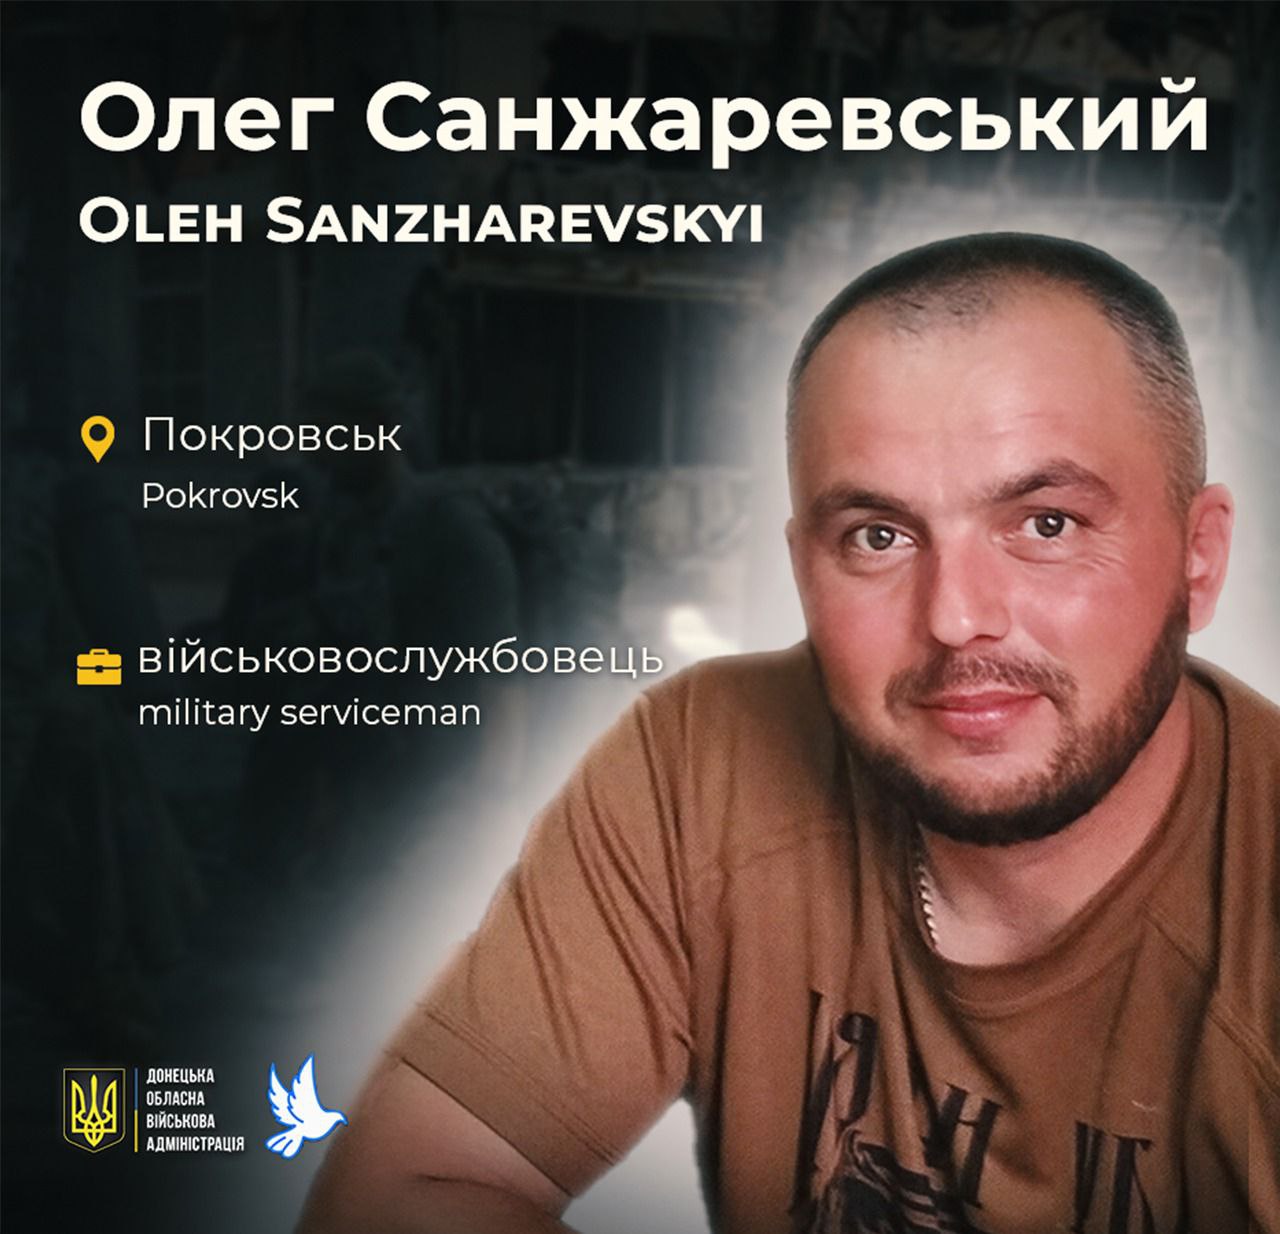 Олег Санжаревський
OLEH SANZHAREVSKYI
Покровськ
Pokrovsk
військовослужбовець
military serviceman
ДОНЕЦЬКА
ОБЛАСНА
ВІЙСЬКОВА
АДМІНІСТРАЦІЯ